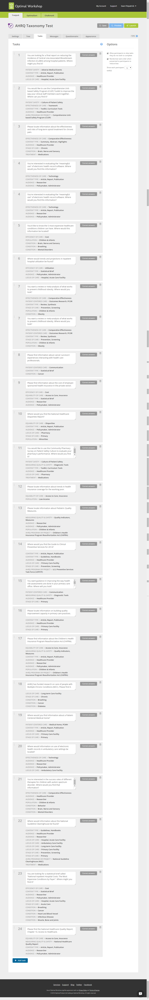 Optimal Workshop
My Account Support Sean Fitzpatrick
Treejack OptimalSort Chalkmark
AHRQ Taxonomy Test
Save Preview Launch
Settings Tree Tasks Messages Questionnaire Appearance TIPS
Tasks
Options
Allow participants to skip tasks
they do not wish to complete
Randomise task order when
presented to participants to
reduce bias
Show each participant 12
task(s)
1
You are looking for a final report on reducing the
incidence of Central Line-Associated Bloodstream
Infection (CLABSI) among hospital patients. Where
might you find it?
Correct answers
PATIENT SAFETY > Adverse Medical Events
CONTENT TYPE > Article, Report, Publication
AUDIENCE > Healthcare Provider
LOCUS OF CARE > Hospital, Acute Care Facility
2
You would like to use the Comprehensive Unit-
based Safety Program (CUSP) Toolkit to improve the
way your clinical staff members work together.
Where can you find it?
Correct answers
PATIENT SAFETY > Culture of Patient Safety
EFFECTIVENESS OF CARE > Teamwork
CONTENT TYPE > Toolkit, Curriculum Tools
AUDIENCE > Healthcare Provider
AHRQ PROGRAM OR PROJECT > Comprehensive Unit-
based Safety Program (CUSP)
3
Please locate information about the effectiveness
and risks of long-term opioid treatment for chronic
pain.
Correct answers
EFFECTIVENESS OF CARE > Comparative Effectiveness
CONTENT TYPE > Summary, Abstract, Highlights
AUDIENCE > Healthcare Provider
STAGE OF CARE > Chronic
CONDITION > Brain, Nerve and Sensory
TREATMENT > Medications
4
You're interested in evaluating the "meaningful
use" of electronic health record software. Where
would you find this information?
Correct answers
EFFECTIVENESS OF CARE > Technology
CONTENT TYPE > Article, Report, Publication
AUDIENCE > Researcher
AUDIENCE > Policymaker, Administrator
4
You're interested in evaluating the "meaningful
use" of electronic health record software. Where
would you find this information?
Correct answers
EFFECTIVENESS OF CARE > Technology
CONTENT TYPE > Article, Report, Publication
AUDIENCE > Researcher
AUDIENCE > Policymaker, Administrator
5
You'd like to know the 5 most expensive healthcare
conditions children can have. Where would this
information be located?
Correct answers
EFFICIENCY OF CARE > Cost
POPULATION > Children & Infants
CONDITION > Brain, Nerve and Sensory
CONDITION > Breathing
CONDITION > Mental Disorders
6
Where would trends and projections in inpatient
hospital utilization be found?
Correct answers
EFFICIENCY OF CARE > Utilization
CONTENT TYPE > Statistical Brief
AUDIENCE > Policymaker, Administrator
LOCUS OF CARE > Hospital, Acute Care Facility
7
You want a review or meta-analysis of what works
to prevent childhood obesity. Where would you
look?
Correct answers
EFFECTIVENESS OF CARE > Comparative Effectiveness
PATIENT-CENTERED CARE > Outcomes Research, PCOR
CONTENT TYPE > Review, Synthesis
STAGE OF CARE > Prevention, Screening
POPULATION > Children & Infants
CONDITION > Obesity
7
You want a review or meta-analysis of what works
to prevent childhood obesity. Where would you
look?
Correct answers
EFFECTIVENESS OF CARE > Comparative Effectiveness
PATIENT-CENTERED CARE > Outcomes Research, PCOR
CONTENT TYPE > Review, Synthesis
STAGE OF CARE > Prevention, Screening
POPULATION > Children & Infants
CONDITION > Obesity
8
Please find information about cancer survivors'
experiences interacting with health care
professionals.
Correct answers
PATIENT-CENTERED CARE > Communication
CONTENT TYPE > Statistical Brief
CONDITION > Cancer
9
Please find information about the cost of employer-
sponsored health insurance in the private sector.
Correct answers
EFFICIENCY OF CARE > Cost
EQUABILITY OF CARE > Access to Care, Insurance
CONTENT TYPE > Statistical Brief
AUDIENCE > Researcher
AUDIENCE > Policymaker, Administrator
10
Where would you find the National Healthcare
Disparities Report?
Correct answers
EQUABILITY OF CARE > Disparities
CONTENT TYPE > Article, Report, Publication
AUDIENCE > Policymaker, Administrator
LOCUS OF CARE > Pharmacy
STAGE OF CARE > Primary
POPULATION > Minorities
11
You would like to use the Community Pharmacy
Survey on Patient Safety Culture to evaluate your
pharmacy's performance. Where would you find
it?
Correct answers
PATIENT SAFETY > Culture of Patient Safety
MEASURING QUALITY & SAFETY > Diagnostic Tools
CONTENT TYPE > Toolkit, Curriculum Tools
AUDIENCE > Healthcare Provider
LOCUS OF CARE > Pharmacy
TREATMENT > Medications
12
Please locate information about trends in health
insurance coverage for the working poor.
Correct answers
EQUABILITY OF CARE > Access to Care, Insurance
POPULATION > Low-Income
13
Please locate information about Pediatric Quality
Measures.
Correct answers
MEASURING QUALITY & SAFETY > Quality Indicators,
Measures
AUDIENCE > Researcher
AUDIENCE > Policymaker, Administrator
POPULATION > Children & Infants
AHRQ PROGRAM OR PROJECT > Children's Health
Insurance Program Reauthorization Act (CHIPRA)
14
Where would you find the Guide to Clinical
Preventive Services for 2014?
Correct answers
CONTENT TYPE > Article, Report, Publication
CONTENT TYPE > Guidelines, Handbooks
AUDIENCE > Healthcare Provider
LOCUS OF CARE > Primary Care Facility
STAGE OF CARE > Prevention, Screening
AHRQ PROGRAM OR PROJECT > U.S. Preventive Services
Task Force (USPSTF)
15
You want guidance in improving the way health
risk assessments are done in your primary care
office. Where will you look?
Correct answers
PATIENT-CENTERED CARE > Communication
MEASURING QUALITY & SAFETY > Diagnostic Tools
AUDIENCE > Healthcare Provider
STAGE OF CARE > Primary
16
Please locate information on building quality
improvement capacity in primary care practices.
Correct answers
CONTENT TYPE > Article, Report, Publication
AUDIENCE > Healthcare Provider
LOCUS OF CARE > Primary Care Facility
STAGE OF CARE > Primary
17
Please find information about the Children's Health
Insurance Program Reauthorization Act (CHIPRA).
Correct answers
EQUABILITY OF CARE > Access to Care, Insurance
MEASURING QUALITY & SAFETY > Quality Indicators,
Measures
CONTENT TYPE > Article, Report, Publication
AUDIENCE > Healthcare Provider
AUDIENCE > Researcher
AUDIENCE > Policymaker, Administrator
POPULATION > Children & Infants
AHRQ PROGRAM OR PROJECT > Children's Health
Insurance Program Reauthorization Act (CHIPRA)
18
AHRQ has funded research on care of people with
Multiple Chronic Conditions (MCC). Please find it.
Correct answers
LOCUS OF CARE > Long-term Care Facility
STAGE OF CARE > Chronic
CONDITION > Breathing
CONDITION > Cancer
CONDITION > Diabetes
19
Where would you find information about a Patient-
Centered Medical Home?
Correct answers
PATIENT-CENTERED CARE > Medical Home, PCMH
CONTENT TYPE > Article, Report, Publication
AUDIENCE > Healthcare Provider
LOCUS OF CARE > Primary Care Facility
STAGE OF CARE > Primary
20
Where would information on use of electronic
health records in ambulatory care settings be
located?
Correct answers
EFFECTIVENESS OF CARE > Technology
AUDIENCE > Healthcare Provider
AUDIENCE > Researcher
AUDIENCE > Policymaker, Administrator
LOCUS OF CARE > Ambulatory Care Facility
21
You're interested in the success rates of different
therapies for children with autism spectrum
disorder. Where would you find that
information?
Correct answers
EFFECTIVENESS OF CARE > Comparative Effectiveness
AUDIENCE > Healthcare Provider
AUDIENCE > Researcher
POPULATION > Children & Infants
CONDITION > Behavior
CONDITION > Brain, Nerve and Sensory
CONDITION > Mental Disorders
22
Where would information about the National
Guideline Clearinghouse be found?
Correct answers
CONTENT TYPE > Guidelines, Handbooks
AUDIENCE > Healthcare Provider
AUDIENCE > Researcher
LOCUS OF CARE > Hospital, Acute Care Facility
LOCUS OF CARE > Ambulatory Care Facility
LOCUS OF CARE > Long-term Care Facility
LOCUS OF CARE > Primary Care Facility
STAGE OF CARE > Prevention, Screening
STAGE OF CARE > Primary
AHRQ PROGRAM OR PROJECT > National Guideline
Clearinghouse (NGC)
TREATMENT > Medications
23
You are looking for a statistical brief called
"National Inpatient Hospital Costs: The Most
Expensive Conditions by Payer". Where might you
find it?
Correct answers
EFFICIENCY OF CARE > Cost
CONTENT TYPE > Statistical Brief
AUDIENCE > Researcher
AUDIENCE > Policymaker, Administrator
LOCUS OF CARE > Hospital, Acute Care Facility
STAGE OF CARE > Acute Care
CONDITION > Breathing
CONDITION > Cancer
CONDITION > Heart and Blood Vessel
CONDITION > Infectious Disease
CONDITION > Muscle, Bone and Joints
24
Please find the National Healthcare Quality Report,
Chapter 10, Access to Healthcare.
Correct answers
EQUABILITY OF CARE > Access to Care, Insurance
MEASURING QUALITY & SAFETY > National Healthcare
Quality Report
CONTENT TYPE > Article, Report, Publication
AUDIENCE > Researcher
AUDIENCE > Policymaker, Administrator
Add task
Services Support Blog Twitter Facebook
Use of Optimal Workshop signifies agreement with our Privacy Policy and Terms of Service.
© 2014 Optimal Product Ltd trading as Optimal Workshop. All rights reserved.